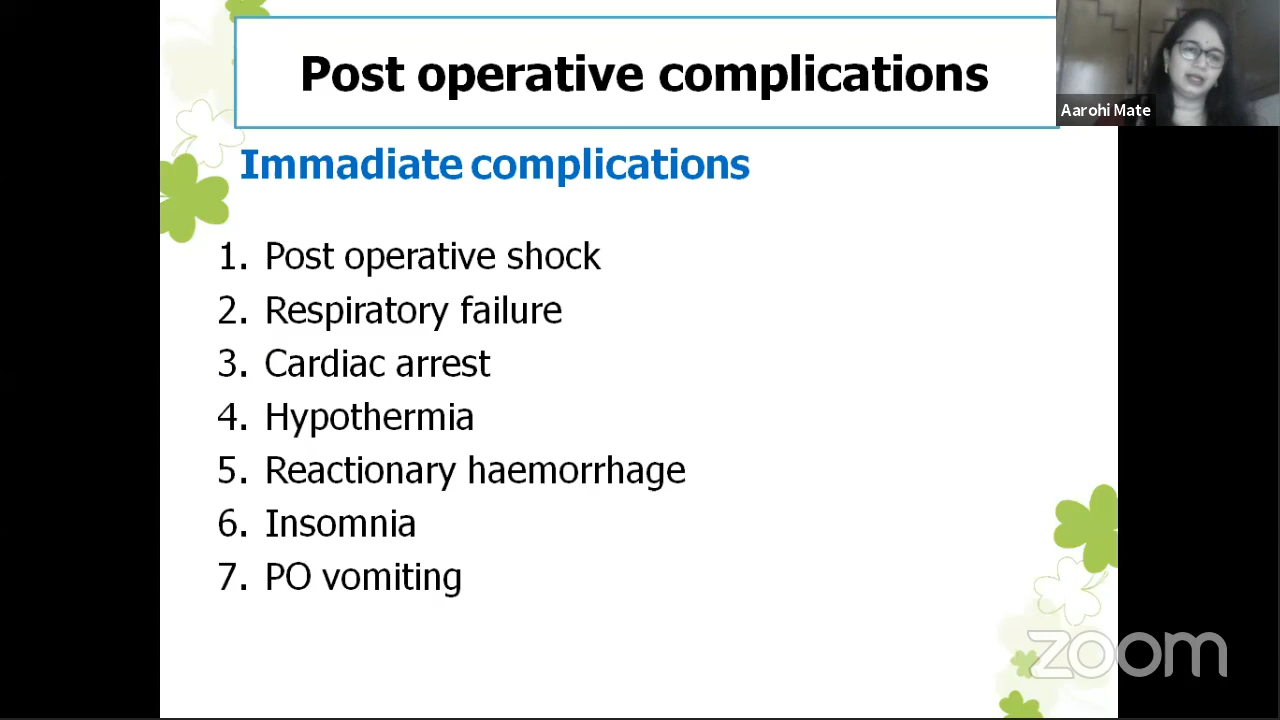 Post operative complications
Aarohi Mate
Immadiate complications
1. Post operative shock
2. Respiratory failure
3. Cardiac arrest
4. Hypothermia
5. Reactionary haemorrhage
6. Insomnia
7. PO vomiting
zoom